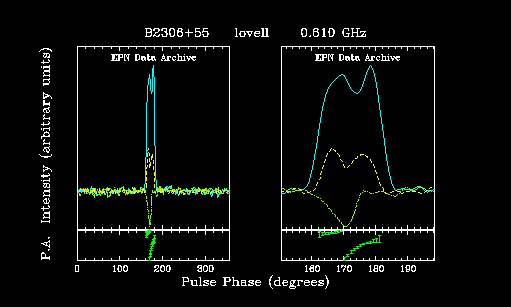 B2306+55 lovell 0.610 GHz
EPN Data Archive EPN Data Archive
P.A. Intensity (arbitrary units)
0 100 200 300 160 170 180 190
Pulse Phase (degrees)